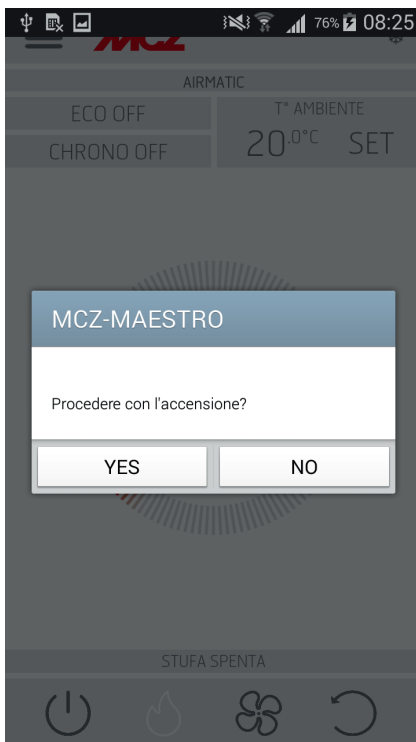 76% 08:25
MCZ
AIRMATIC
ECO OFF
T° AMBIENTE
CHRONO OFF
20.0°C SET
MCZ-MAESTRO
Procedere con l'accensione?
YES NO
STUFA SPENTA